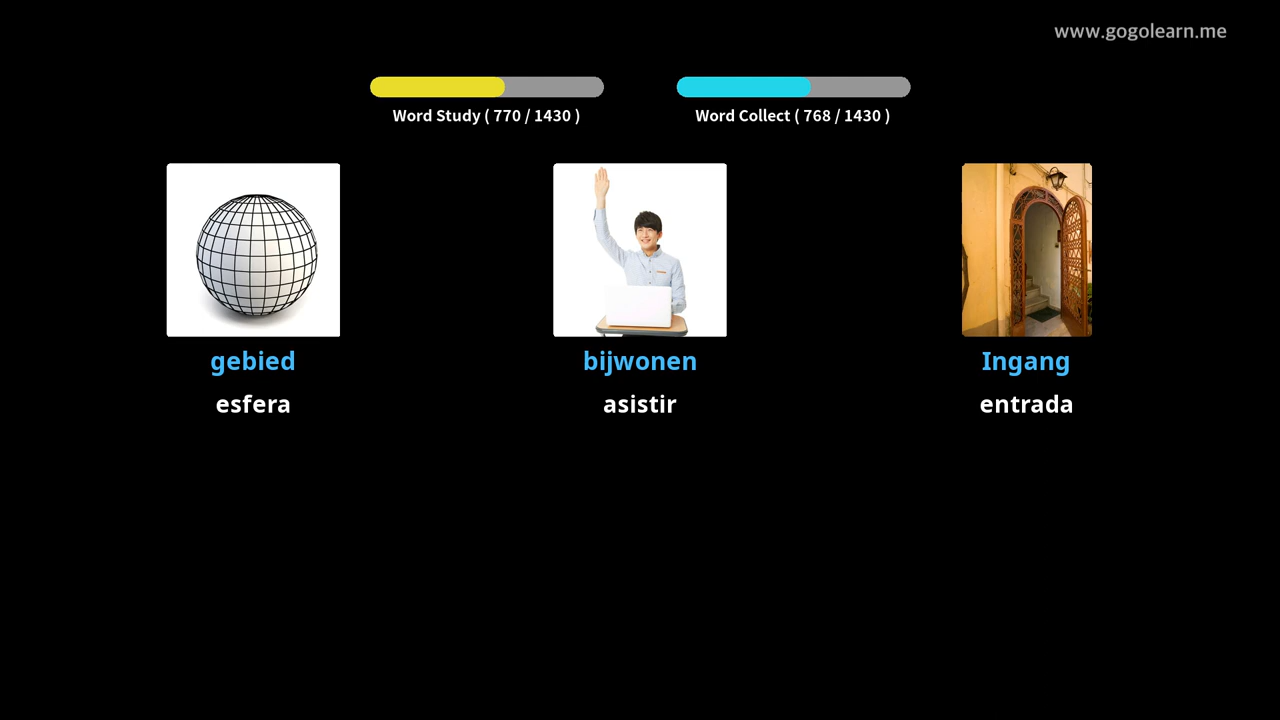 www.gogolearn.me
Word Study ( 770 / 1430 )
Word Collect ( 768 / 1430 )
gebied
bijwonen
Ingang
esfera
asistir
entrada